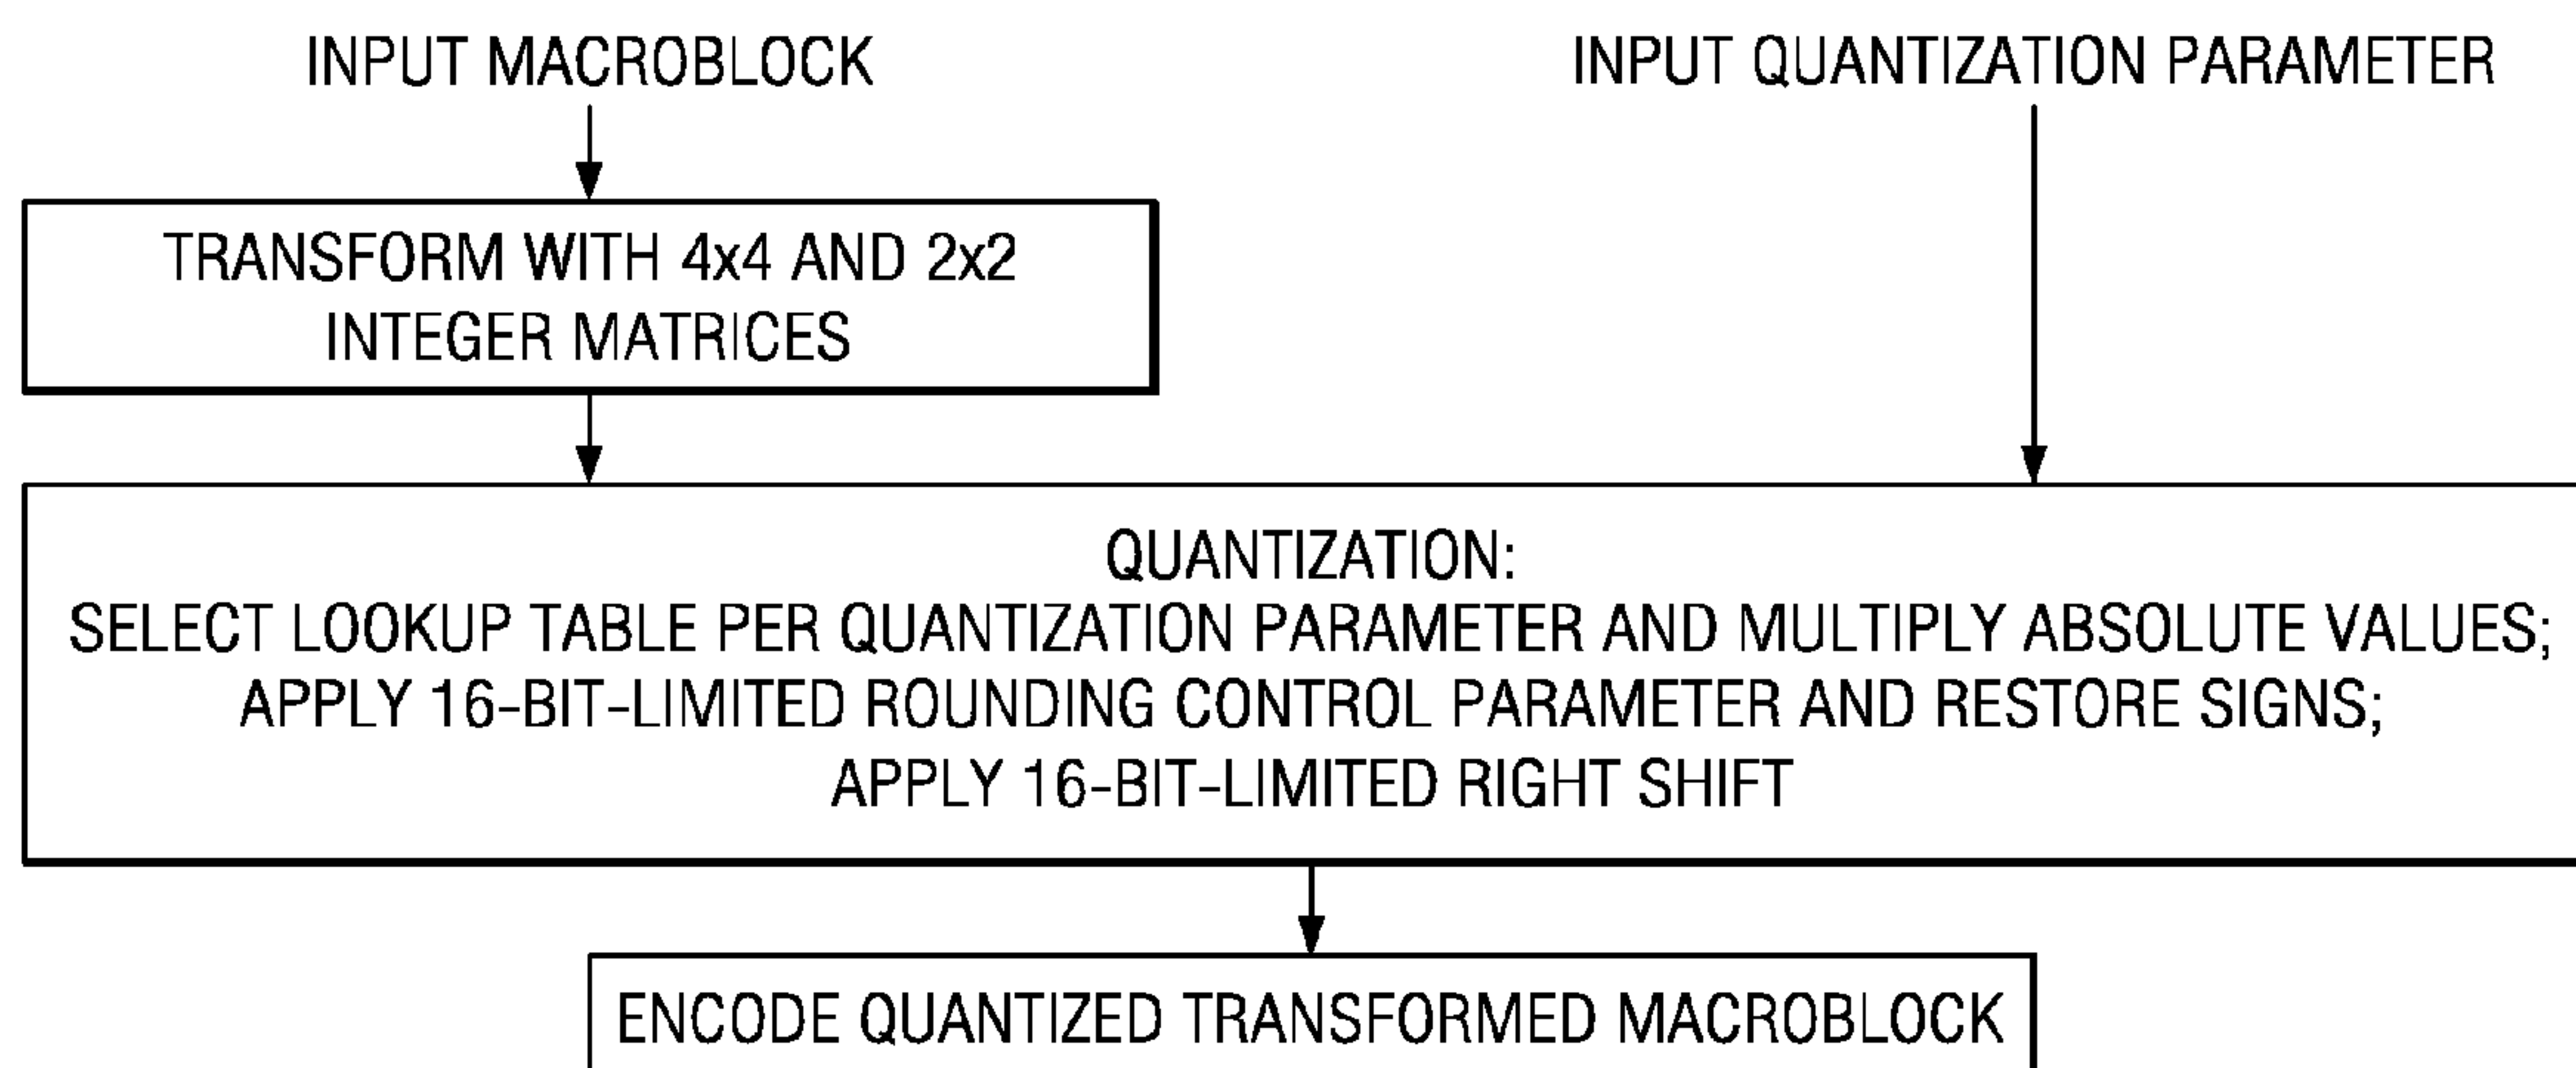 INPUT MACROBLOCK
INPUT QUANTIZATION PARAMETER
TRANSFORM WITH 4x4 AND 2x2
INTEGER MATRICES
QUANTIZATION:
SELECT LOOKUP TABLE PER QUANTIZATION PARAMETER AND MULTIPLY ABSOLUTE VALUES;
APPLY 16-BIT-LIMITED ROUNDING CONTROL PARAMETER AND RESTORE SIGNS;
APPLY 16-BIT-LIMITED RIGHT SHIFT
ENCODE QUANTIZED TRANSFORMED MACROBLOCK